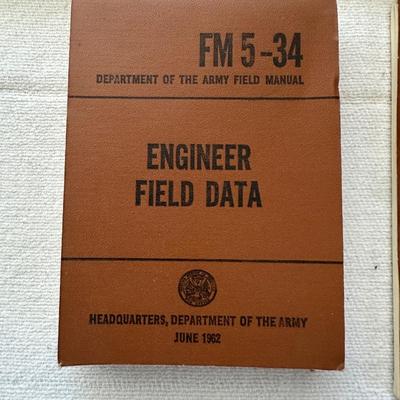 FM 5-34
DEPARTMENT OF THE ARMY FIELD MANUAL
ENGINEER
FIELD DATA
HEADQUARTERS, DEPARTMENT OF THE ARMY
JUNE 1962